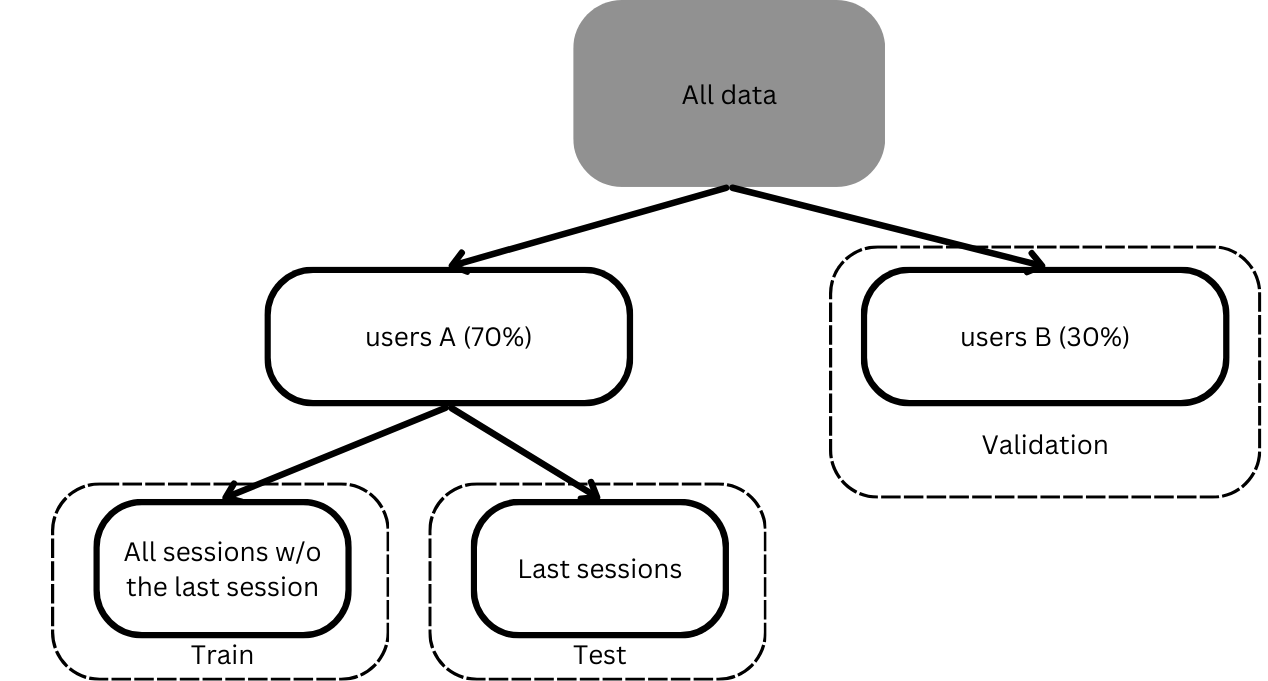 All data
users A (70%)
users B (30%)
Validation
All sessions w/o
the last session
Train
Last sessions
Test